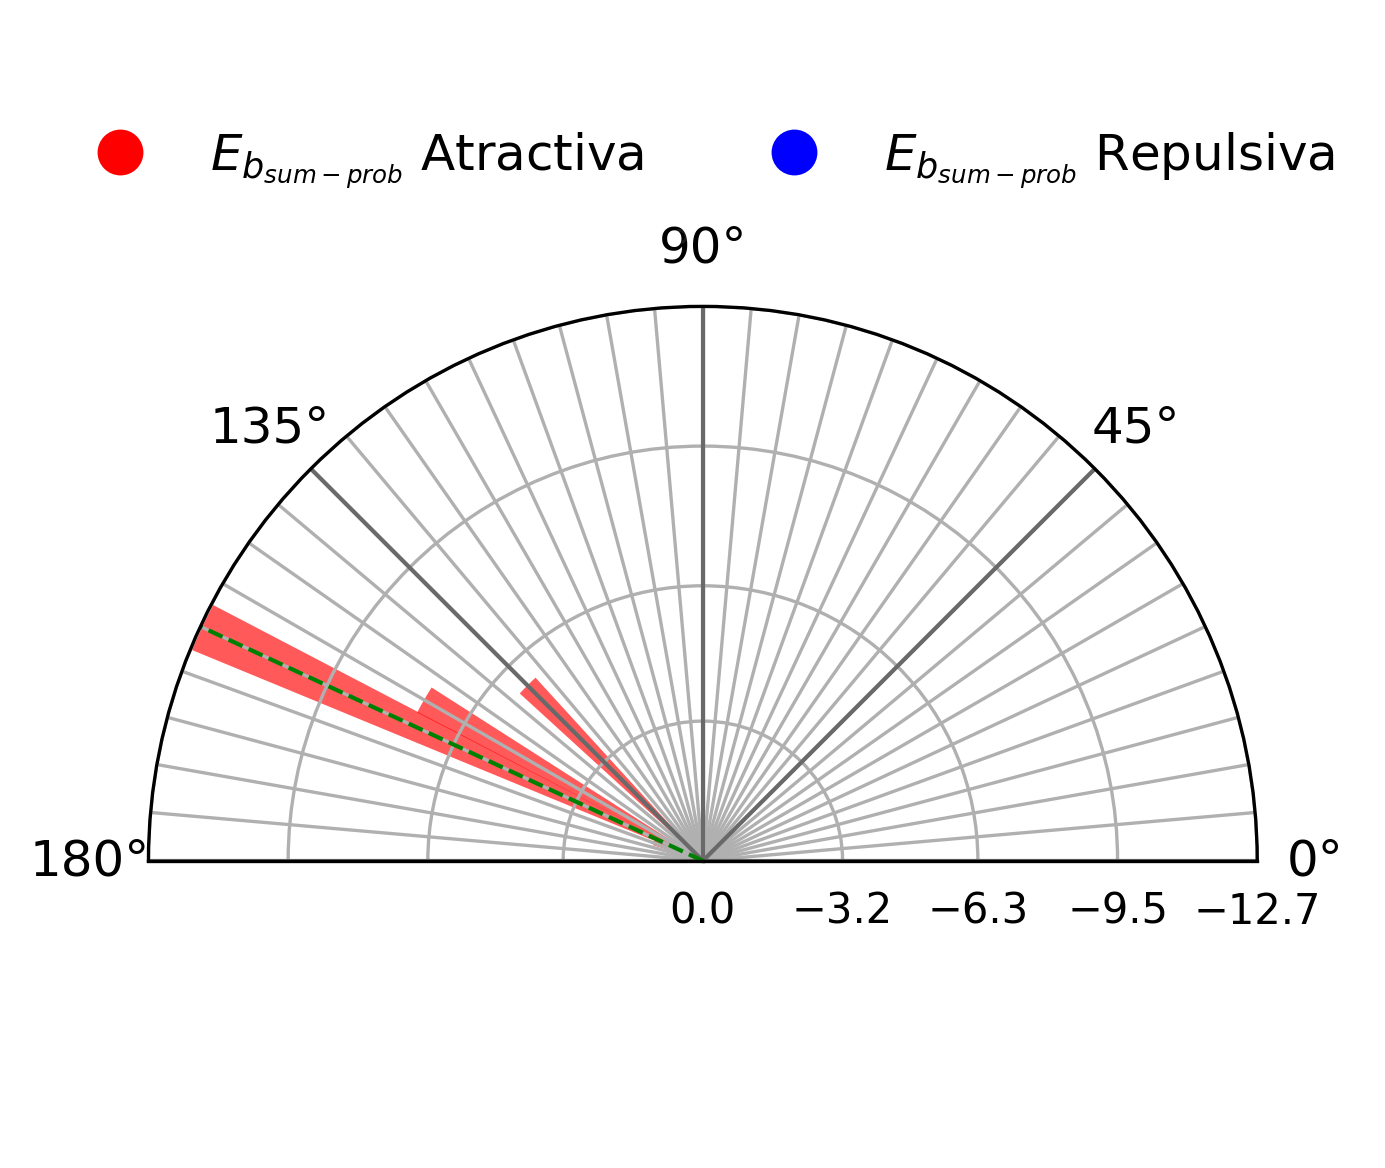 E_{b_{sum-prob}} Atractiva E_{b_{sum-prob}} Repulsiva
90°
135° 45°
180° 0°
0.0 −3.2 −6.3 −9.5 −12.7